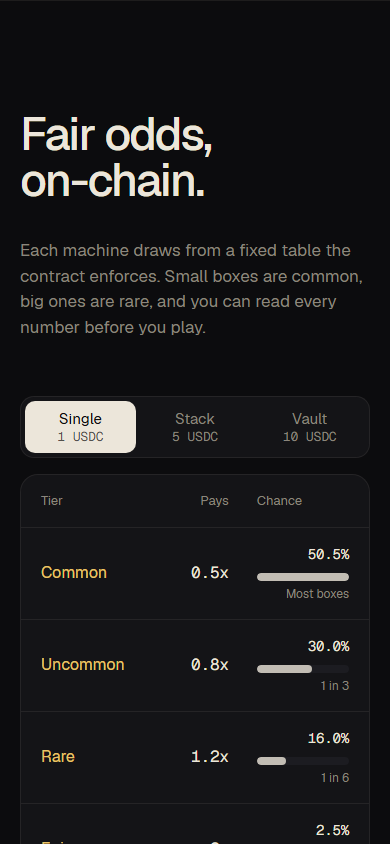 Fair odds,
on-chain.
Each machine draws from a fixed table the
contract enforces. Small boxes are common,
big ones are rare, and you can read every
number before you play.
Single Stack Vault
1 USDC 5 USDC 10 USDC
Tier Pays Chance
50.5%
Common 0.5x
Most boxes
30.0%
Uncommon 0.8x
1 in 3
16.0%
Rare 1.2x
1 in 6
2.5%